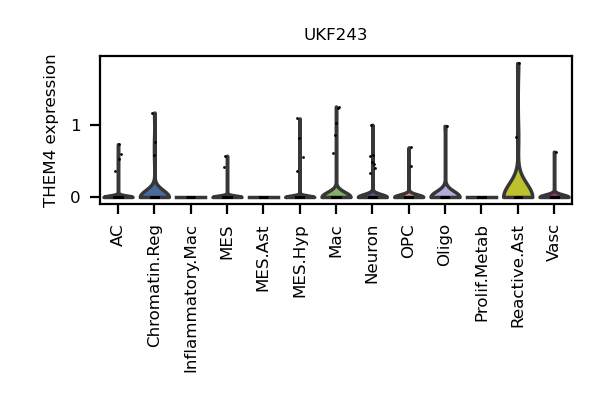 UKF243
THEM4 expression
1
0
AC
Chromatin.Reg
Inflammatory.Mac
MES
MES.Ast
MES.Hyp
Mac
Neuron
OPC
Oligo
Prolif.Metab
Reactive.Ast
Vasc